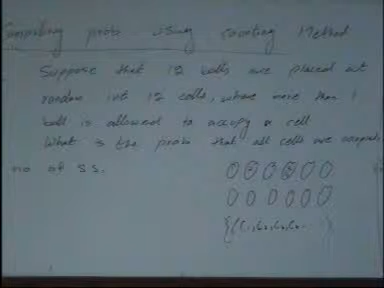 Computing prob using counting Method
Suppose that 12 balls are placed at
random into 12 cells, where more than 1
ball is allowed to occupy a cell
What is the prob that all cells are
no of s.s.